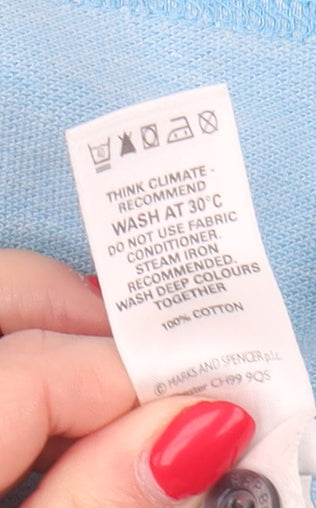 THINK CLIMATE -
RECOMMEND
WASH AT 30°C
DO NOT USE FABRIC
CONDITIONER.
STEAM IRON
RECOMMENDED.
WASH DEEP COLOURS
TOGETHER
100% COTTON
© MARKS AND SPENCER p.l.c.
CH99 9QS